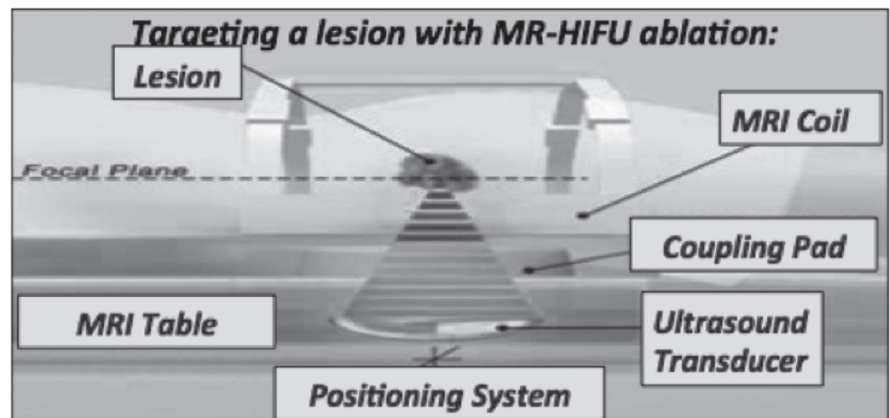 Targeting a lesion with MR-HIFU ablation:
Lesion
MRI Coil
Focal Plane
Coupling Pad
MRI Table
Ultrasound
Transducer
Positioning System